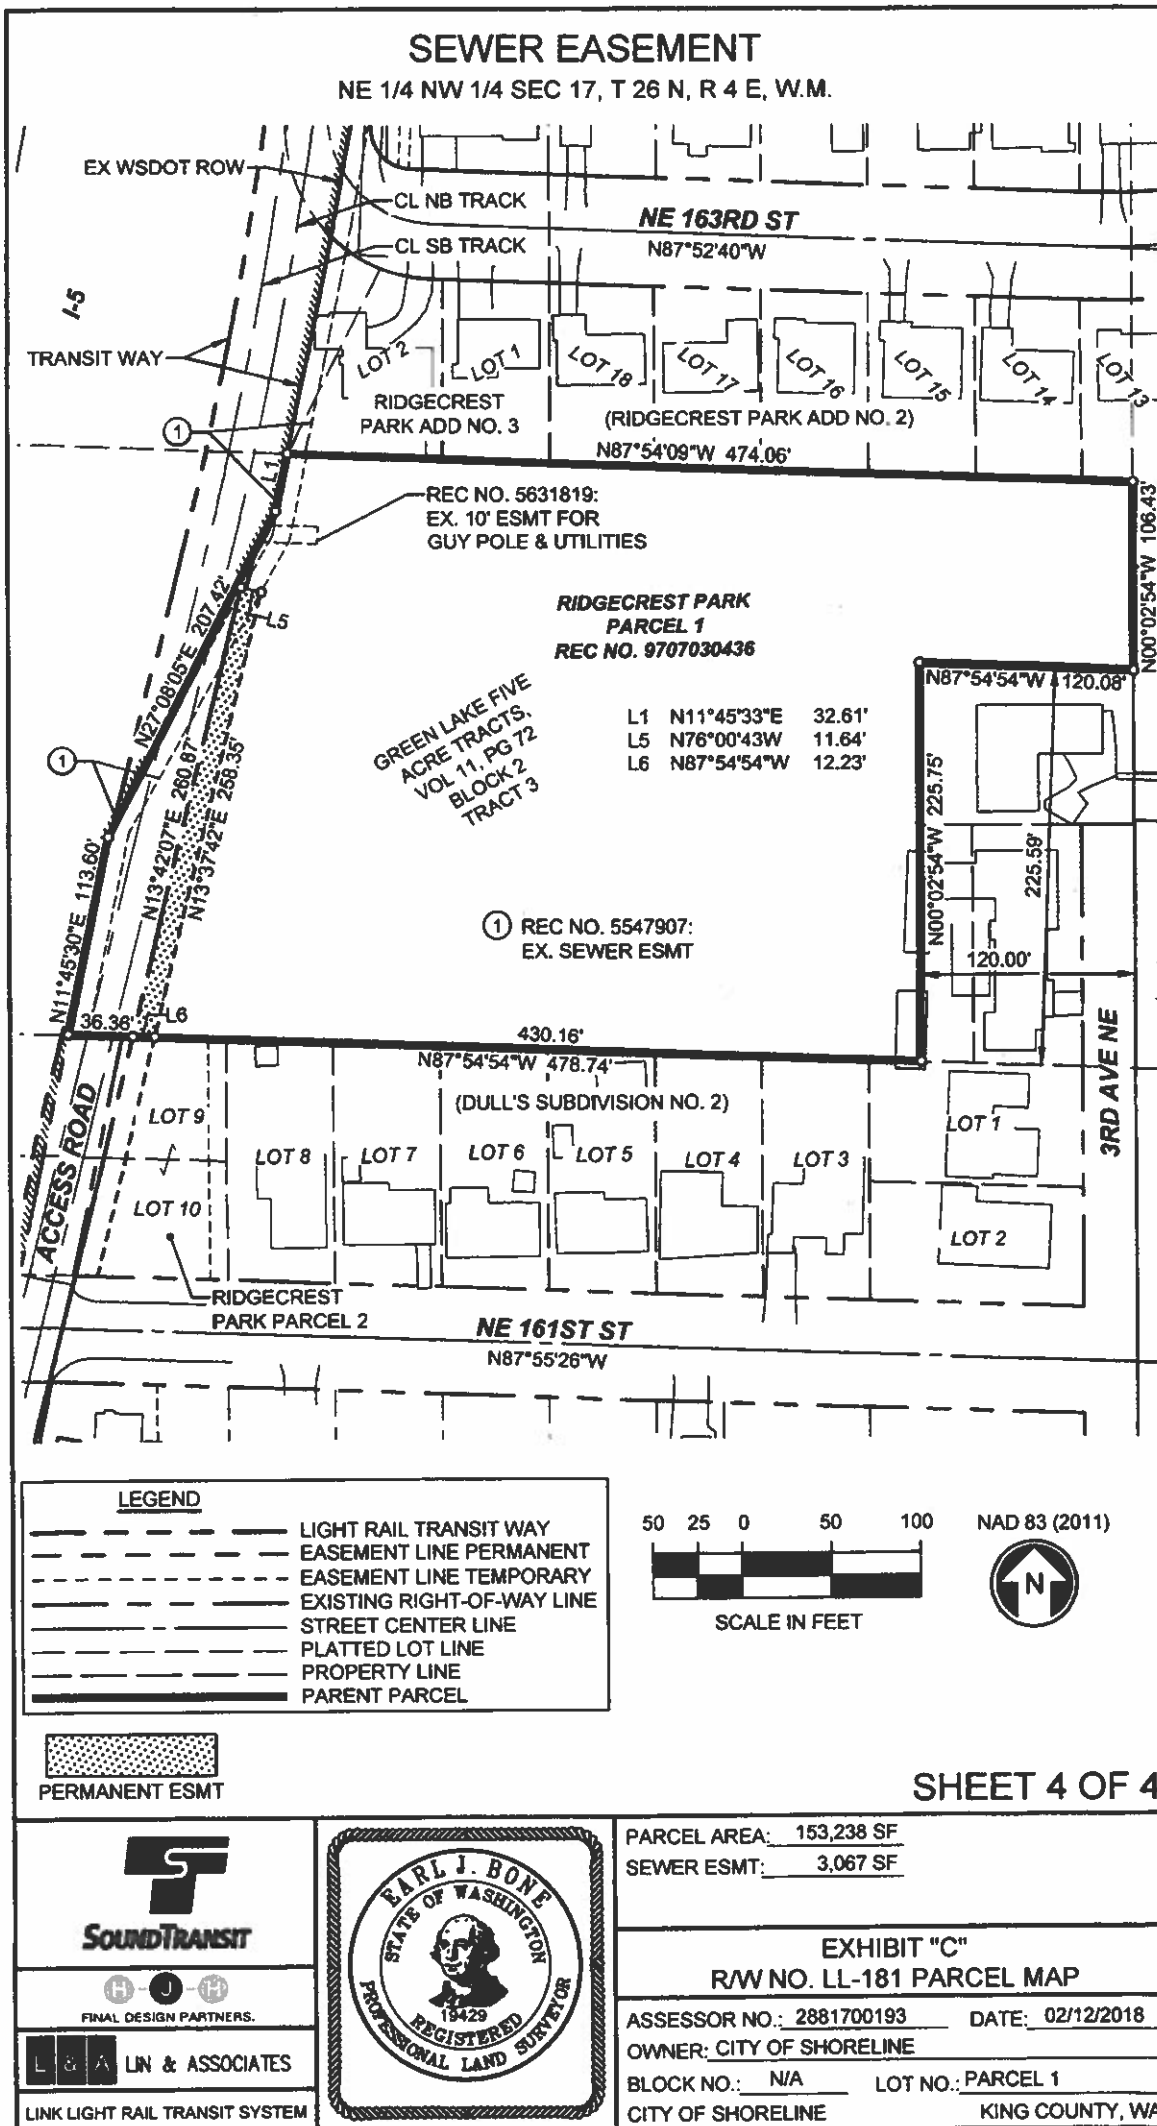 SEWER EASEMENT
NE 1/4 NW 1/4 SEC 17, T 26 N, R 4 E, W.M.
EX WSDOT ROW
CL NB TRACK
CL SB TRACK
NE 163RD ST
N87°52'40"W
I-5
TRANSIT WAY
LOT 2
LOT 1
LOT 18
LOT 17
LOT 16
LOT 15
LOT 14
LOT 13
RIDGECREST
PARK ADD NO. 3
(RIDGECREST PARK ADD NO. 2)
1
N87°54'09"W 474.06'
L1
REC NO. 5631819:
EX. 10' ESMT FOR
GUY POLE & UTILITIES
N00°02'54"W 106.43'
N27°08'05"E 207.42'
L5
RIDGECREST PARK
PARCEL 1
REC NO. 9707030436
N87°54'54"W 120.08'
GREEN LAKE FIVE
ACRE TRACTS,
VOL 11, PG 72
BLOCK 2
TRACT 3
L1 N11°45'33"E 32.61'
L5 N76°00'43W 11.64'
L6 N87°54'54"W 12.23'
1
N13°42'07"E 260.87'
N13°37'42"E 258.35'
N00°02'54"W 225.75'
225.59'
N11°45'30"E 113.60'
1 REC NO. 5547907:
EX. SEWER ESMT
120.00'
36.36'
L6
430.16'
N87°54'54"W 478.74'
(DULL'S SUBDIVISION NO. 2)
3RD AVE NE
ACCESS ROAD
LOT 9
LOT 8
LOT 7
LOT 6
LOT 5
LOT 4
LOT 3
LOT 1
LOT 10
LOT 2
RIDGECREST
PARK PARCEL 2
NE 161ST ST
N87°55'26"W
LEGEND
LIGHT RAIL TRANSIT WAY
EASEMENT LINE PERMANENT
EASEMENT LINE TEMPORARY
EXISTING RIGHT-OF-WAY LINE
STREET CENTER LINE
PLATTED LOT LINE
PROPERTY LINE
PARENT PARCEL
50 25 0 50 100
SCALE IN FEET
NAD 83 (2011)
N
PERMANENT ESMT
SHEET 4 OF 4
SOUNDTRANSIT
H J H
FINAL DESIGN PARTNERS.
L & A LIN & ASSOCIATES
LINK LIGHT RAIL TRANSIT SYSTEM
EARL J. BONE
STATE OF WASHINGTON
19429
REGISTERED
PROFESSIONAL LAND SURVEYOR
PARCEL AREA: 153,238 SF
SEWER ESMT: 3,067 SF
EXHIBIT "C"
R/W NO. LL-181 PARCEL MAP
ASSESSOR NO.: 2881700193 DATE: 02/12/2018
OWNER: CITY OF SHORELINE
BLOCK NO.: N/A LOT NO.: PARCEL 1
CITY OF SHORELINE KING COUNTY, WA